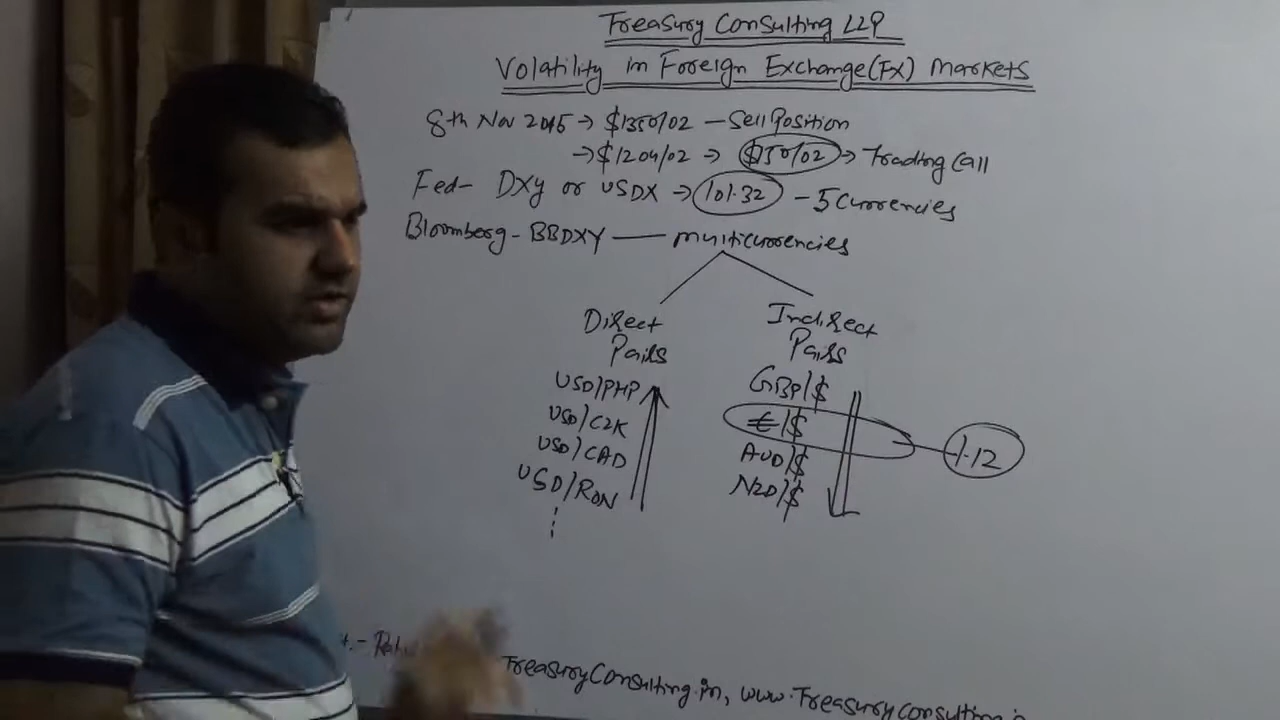 Treasury Consulting LLP
Volatility in Foreign Exchange(FX) Markets
8th Nov 2015 → $1350/02 — Sell Position
→ $1204/02 → $150/02 → Trading Call
Fed - DXY or USDX → 101.32 - 5 Currencies
Bloomberg - BBDXY — multicurrencies
Direct Pairs
USD/PHP
USD/CZK
USD/CAD
USD/RON
Indirect Pairs
GBP/$
€/$
1.12
AUD/$
NZD/$
TreasuryConsulting.in, www.Treasuryconsulting